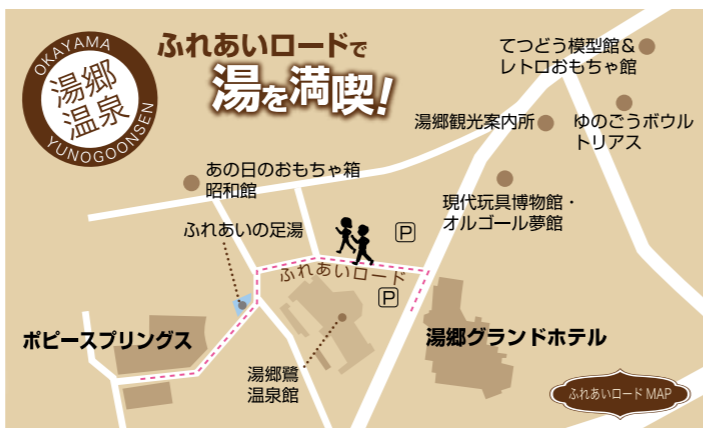 OKAYAMA
湯郷
温泉
YUNOGOONSEN
ふれあいロードで
湯を満喫!
てつどう模型館&
レトロおもちゃ館
湯郷観光案内所
ゆのごうボウル
トリアス
あの日のおもちゃ箱
昭和館
現代玩具博物館・
オルゴール夢館
ふれあいの足湯
P
ふれあいロード
P
ポピースプリングス
湯郷グランドホテル
湯郷鷺
温泉館
ふれあいロード MAP